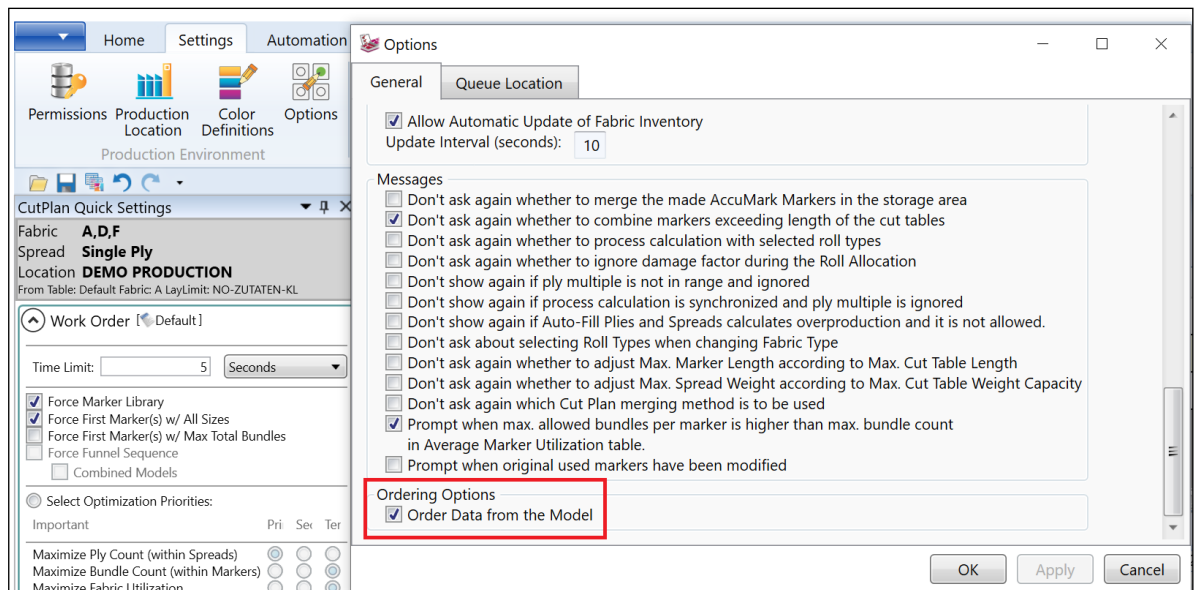 Home Settings Automation
Permissions Production Location Color Definitions Options
Production Environment
CutPlan Quick Settings
Fabric A,D,F
Spread Single Ply
Location DEMO PRODUCTION
From Table: Default Fabric: A LayLimit: NO-ZUTATEN-KL
Work Order [Default]
Time Limit: 5 Seconds
Force Marker Library
Force First Marker(s) w/ All Sizes
Force First Marker(s) w/ Max Total Bundles
Force Funnel Sequence
Combined Models
Select Optimization Priorities:
Important Pri Sec Ter
Maximize Ply Count (within Spreads)
Maximize Bundle Count (within Markers)
Maximize Fabric Utilization
Options
General Queue Location
Allow Automatic Update of Fabric Inventory
Update Interval (seconds): 10
Messages
Don't ask again whether to merge the made AccuMark Markers in the storage area
Don't ask again whether to combine markers exceeding length of the cut tables
Don't ask again whether to process calculation with selected roll types
Don't ask again whether to ignore damage factor during the Roll Allocation
Don't show again if ply multiple is not in range and ignored
Don't show again if process calculation is synchronized and ply multiple is ignored
Don't show again if Auto-Fill Plies and Spreads calculates overproduction and it is not allowed.
Don't ask about selecting Roll Types when changing Fabric Type
Don't ask again whether to adjust Max. Marker Length according to Max. Cut Table Length
Don't ask again whether to adjust Max. Spread Weight according to Max. Cut Table Weight Capacity
Don't ask again which Cut Plan merging method is to be used
Prompt when max. allowed bundles per marker is higher than max. bundle count
in Average Marker Utilization table.
Prompt when original used markers have been modified
Ordering Options
Order Data from the Model
OK Apply Cancel